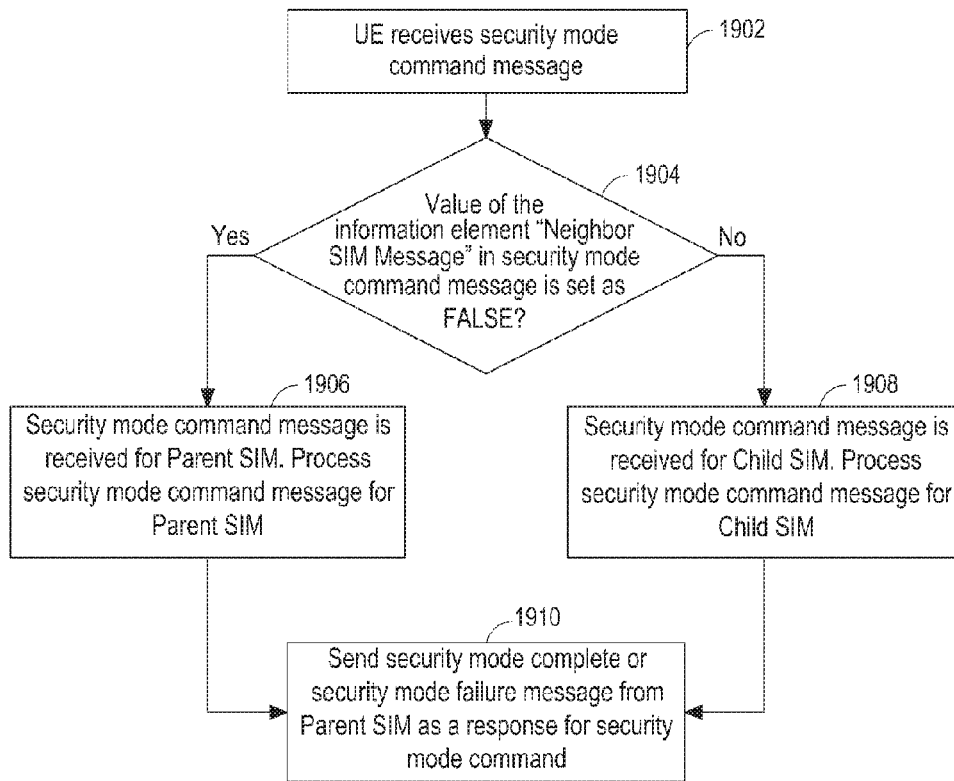 UE receives security mode
command message
1902
1904
Value of the
information element "Neighbor
SIM Message" in security mode
command message is set as
FALSE?
Yes
No
1906
Security mode command message is
received for Parent SIM. Process
security mode command message for
Parent SIM
1908
Security mode command message is
received for Child SIM. Process
security mode command message for
Child SIM
1910
Send security mode complete or
security mode failure message from
Parent SIM as a response for security
mode command